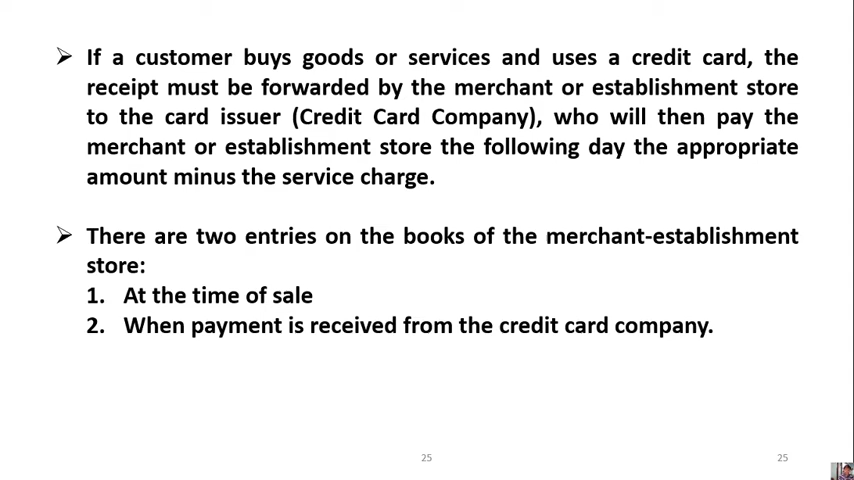 If a customer buys goods or services and uses a credit card, the
receipt must be forwarded by the merchant or establishment store
to the card issuer (Credit Card Company), who will then pay the
merchant or establishment store the following day the appropriate
amount minus the service charge.
There are two entries on the books of the merchant-establishment
store:
1. At the time of sale
2. When payment is received from the credit card company.
25
25